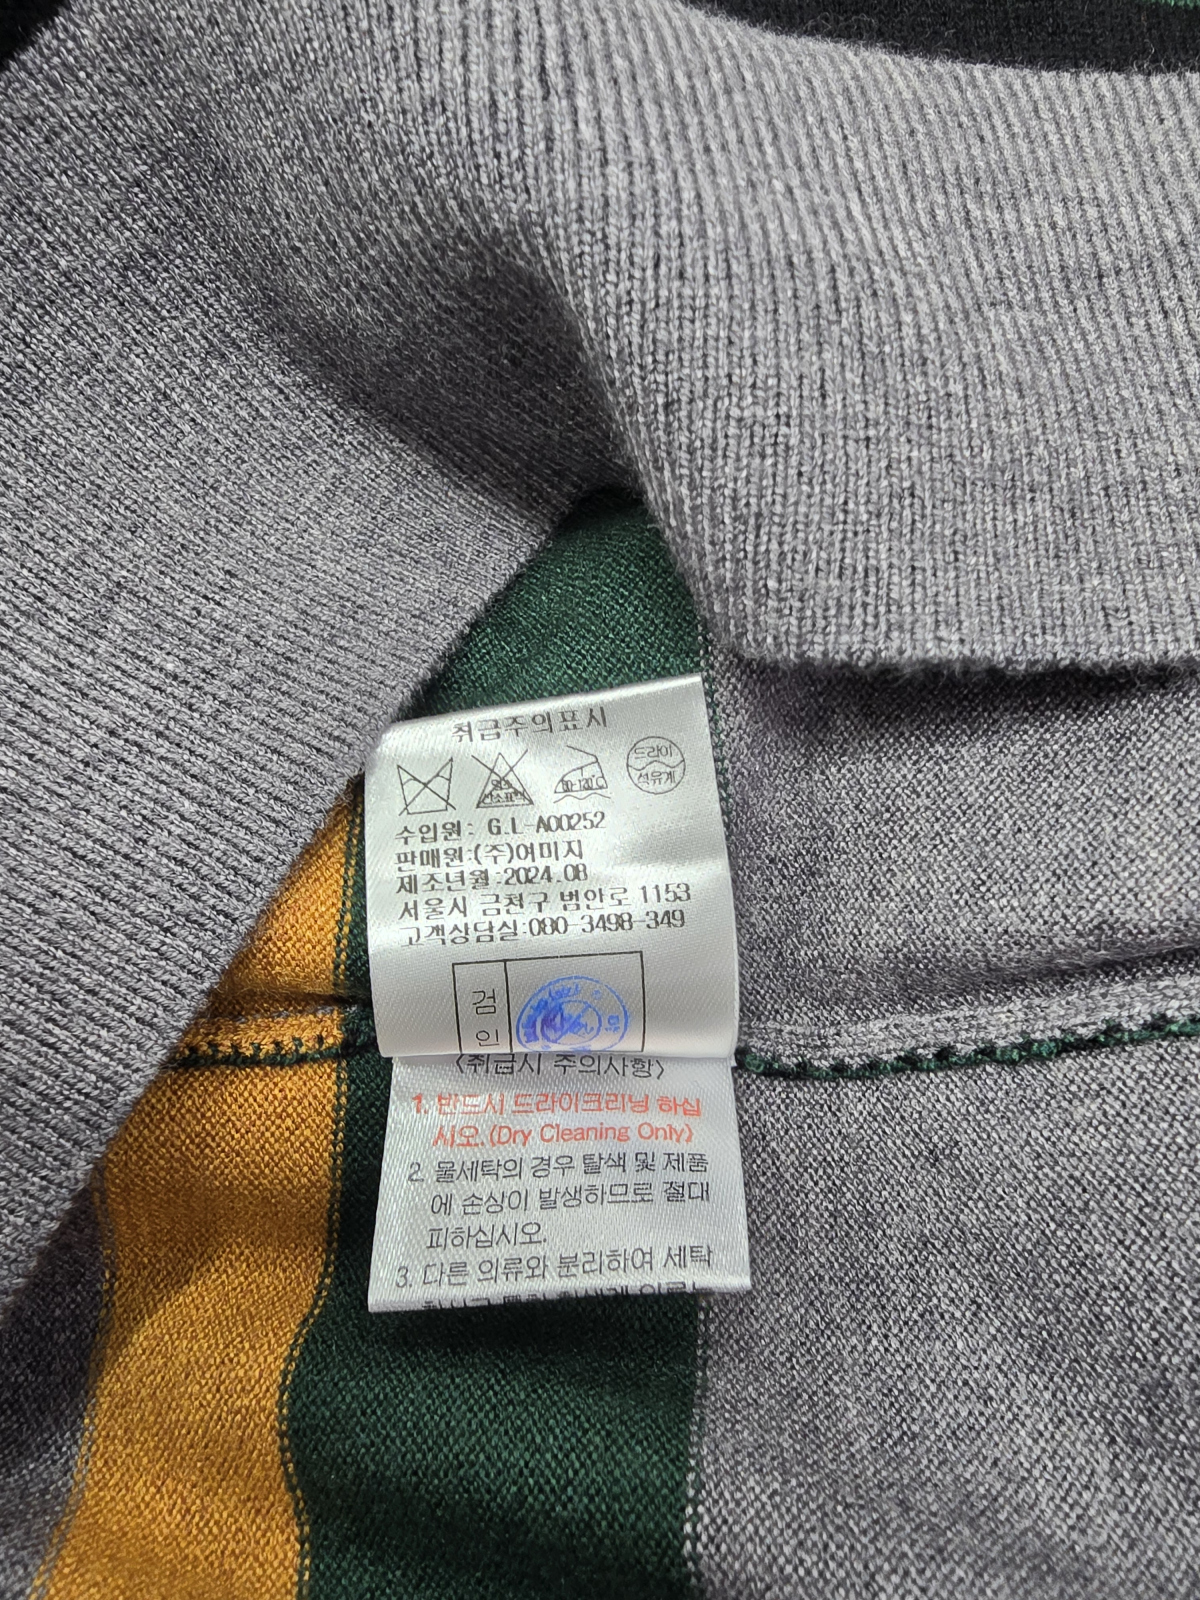 취급주의표시
드라이
석유계
수입원: G.L-A00252
판매원:(주)여미지
제조년월:2024.08
서울시 금천구 범안로 1153
고객상담실:080-3498-349
검
인
<취급시 주의사항>
1. 반드시 드라이크리닝 하십
시오.(Dry Cleaning Only)
2. 물세탁의 경우 탈색 및 제품
에 손상이 발생하므로 절대
피하십시오.
3. 다른 의류와 분리하여 세탁